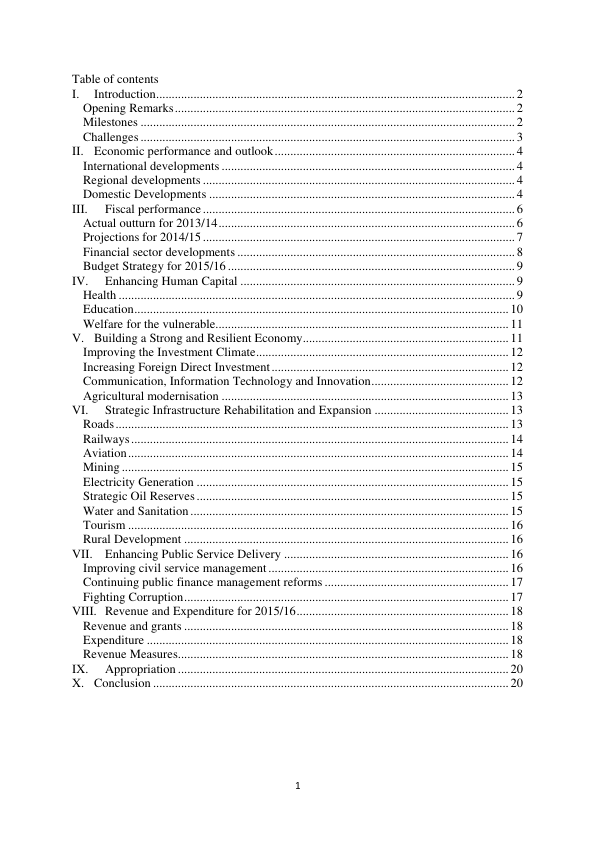 Table of contents
I. Introduction 2
Opening Remarks 2
Milestones 2
Challenges 3
II. Economic performance and outlook 4
International developments 4
Regional developments 4
Domestic Developments 4
III. Fiscal performance 6
Actual outturn for 2013/14 6
Projections for 2014/15 7
Financial sector developments 8
Budget Strategy for 2015/16 9
IV. Enhancing Human Capital 9
Health 9
Education 10
Welfare for the vulnerable 11
V. Building a Strong and Resilient Economy 11
Improving the Investment Climate 12
Increasing Foreign Direct Investment 12
Communication, Information Technology and Innovation 12
Agricultural modernisation 13
VI. Strategic Infrastructure Rehabilitation and Expansion 13
Roads 13
Railways 14
Aviation 14
Mining 15
Electricity Generation 15
Strategic Oil Reserves 15
Water and Sanitation 15
Tourism 16
Rural Development 16
VII. Enhancing Public Service Delivery 16
Improving civil service management 16
Continuing public finance management reforms 17
Fighting Corruption 17
VIII. Revenue and Expenditure for 2015/16 18
Revenue and grants 18
Expenditure 18
Revenue Measures 18
IX. Appropriation 20
X. Conclusion 20
1